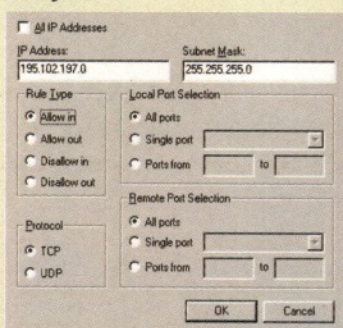 All IP Addresses
IP Address:
Subnet Mask:
195.102.197.0
255.255.255.0
Rule Type
Allow in
Allow out
Disallow in
Disallow out
Local Port Selection
All ports
Single port
Ports from
to
Protocol
TCP
UDP
Remote Port Selection
All ports
Single port
Ports from
to
OK
Cancel